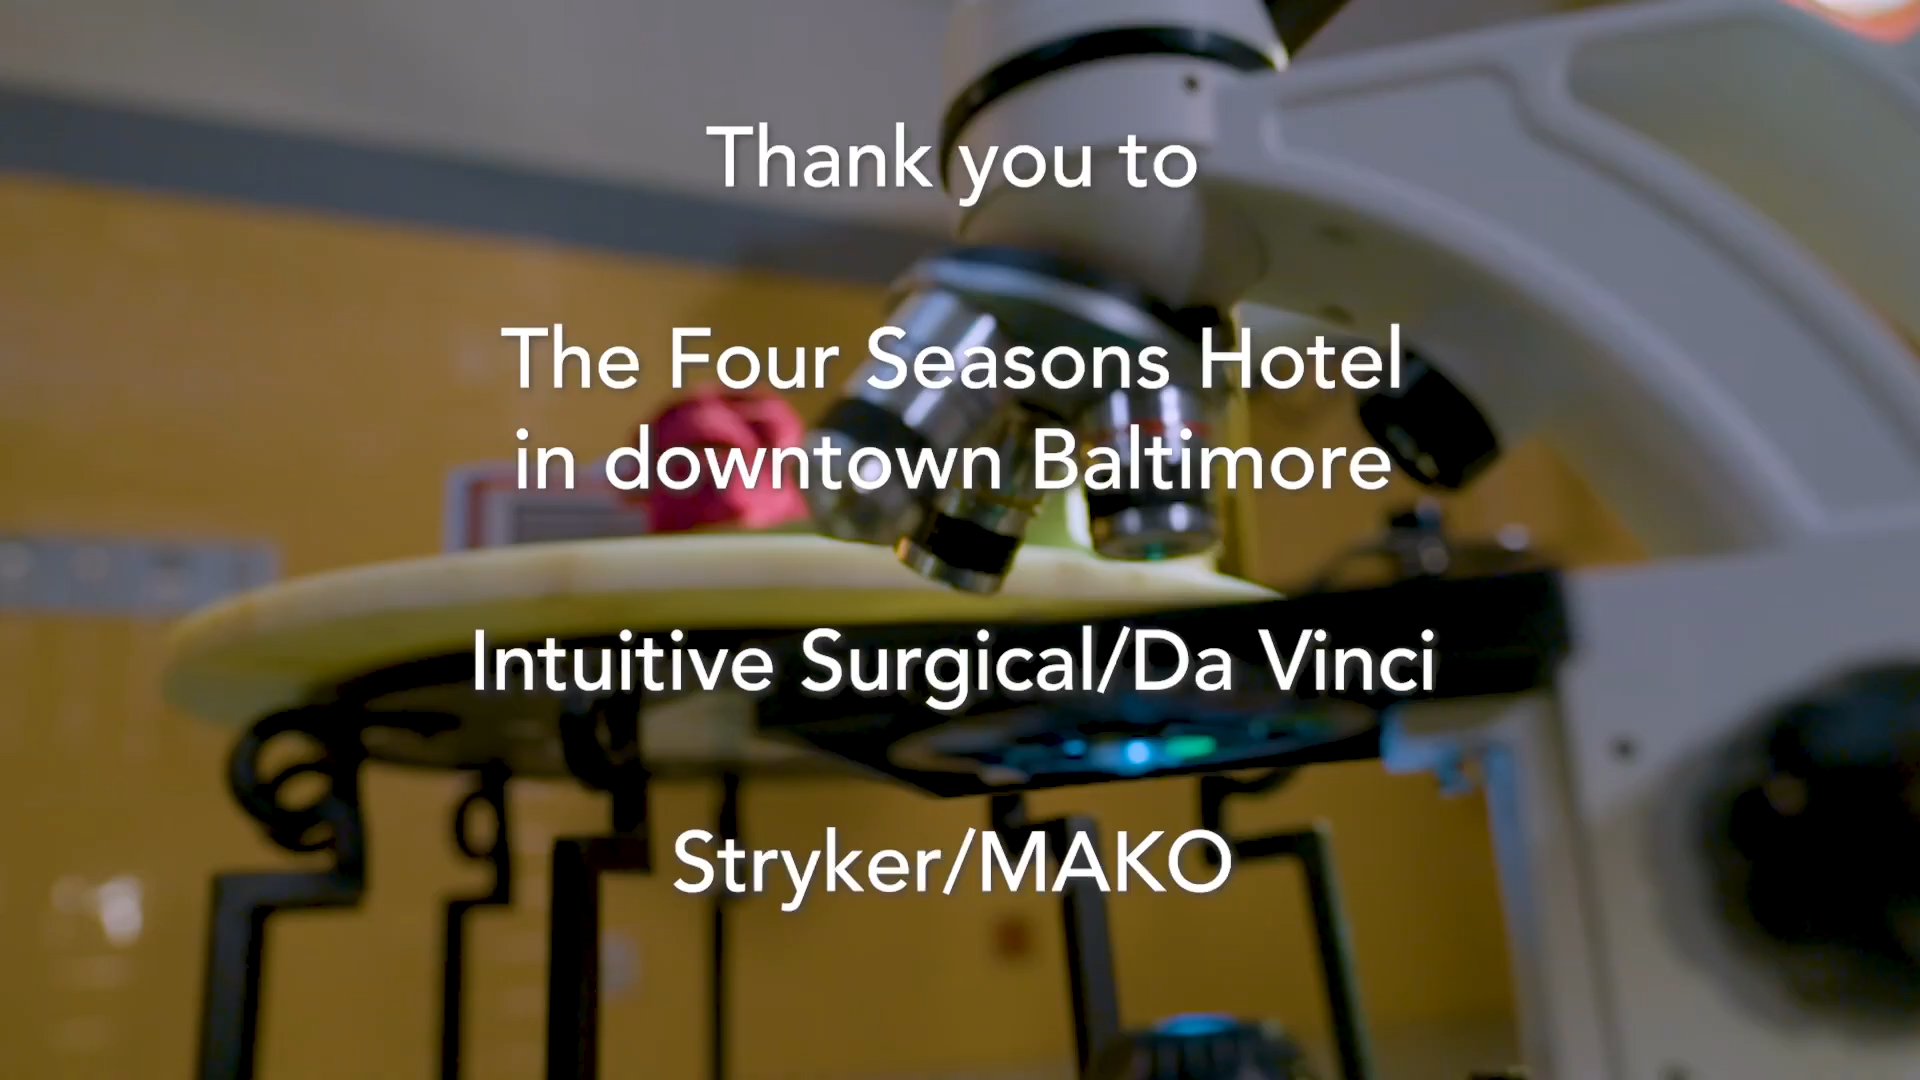 Thank you to
The Four Seasons Hotel
in downtown Baltimore
Intuitive Surgical/Da Vinci
Stryker/MAKO